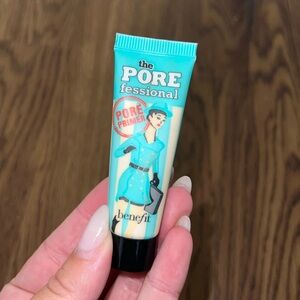 the
PORE
fessional
PORE
PRIMER
benefit